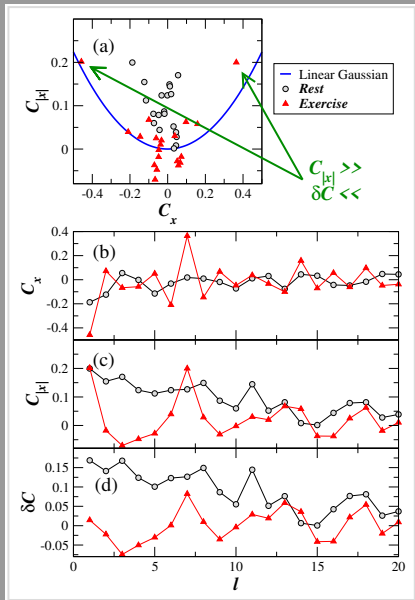 (a)
0.2
0.1
0
C|x|
-0.4 -0.2 0 0.2 0.4
Cx
Linear Gaussian
Rest
Exercise
C|x| >>
δC <<
(b)
0.4
0.2
0
-0.2
-0.4
Cx
(c)
0.2
0.1
0
C|x|
(d)
0.15
0.1
0.05
0
-0.05
δC
0 5 10 15 20
l